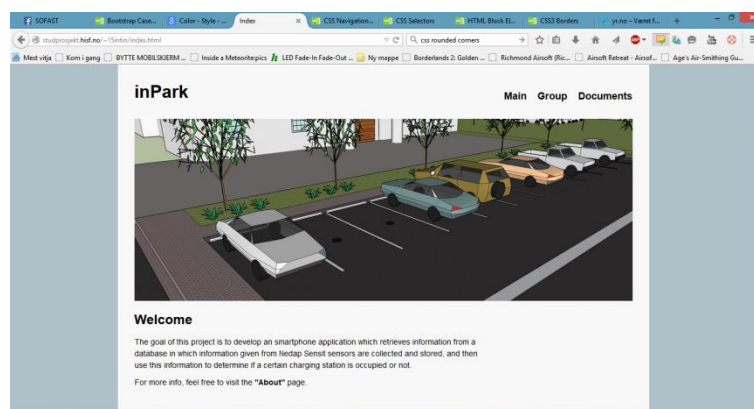 SOFAST
Bootstrap Case...
Color - Style - ...
Index
CSS Navigation...
CSS Selectors
HTML Block El...
CSS3 Borders
yr.no – Været f...
studprosjekt.hisf.no/~15intin/index.html
css rounded corners
Mest vitja
Kom i gang
BYTTE MOBILSKJERM ...
Inside a Meteorite:pics
LED Fade-In Fade-Out ...
Ny mappe
Borderlands 2: Golden ...
Richmond Airsoft (Ric...
Airsoft Retreat - Airsof...
Age's Air-Smithing Gu...
inPark
Main Group Documents
Welcome
The goal of this project is to develop an smartphone application which retrieves information from a
database in which information given from Nedap Sensit sensors are collected and stored, and then
use this information to determine if a certain charging station is occupied or not.
For more info, feel free to visit the "About" page.